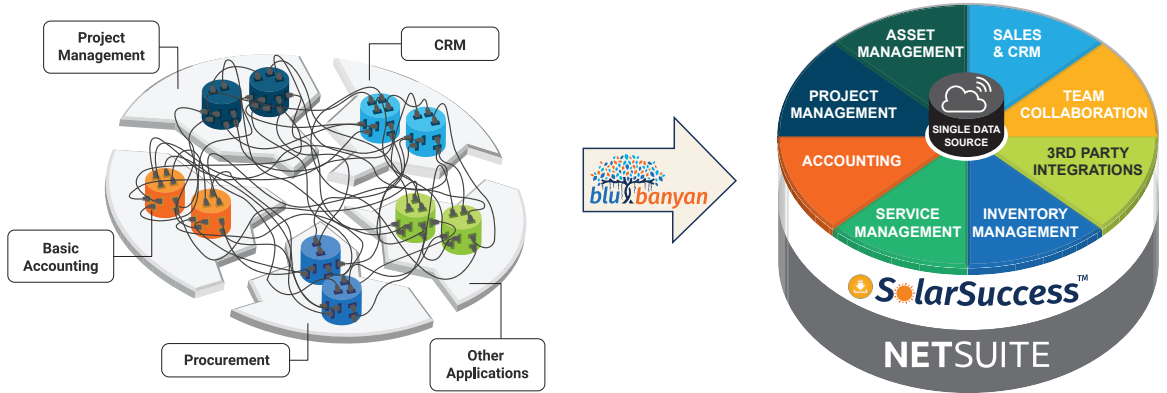 Project
Management
CRM
Basic
Accounting
Procurement
Other
Applications
blu banyan
ASSET
MANAGEMENT
SALES
& CRM
PROJECT
MANAGEMENT
TEAM
COLLABORATION
SINGLE DATA
SOURCE
ACCOUNTING
3RD PARTY
INTEGRATIONS
SERVICE
MANAGEMENT
INVENTORY
MANAGEMENT
SolarSuccess™
NETSUITE